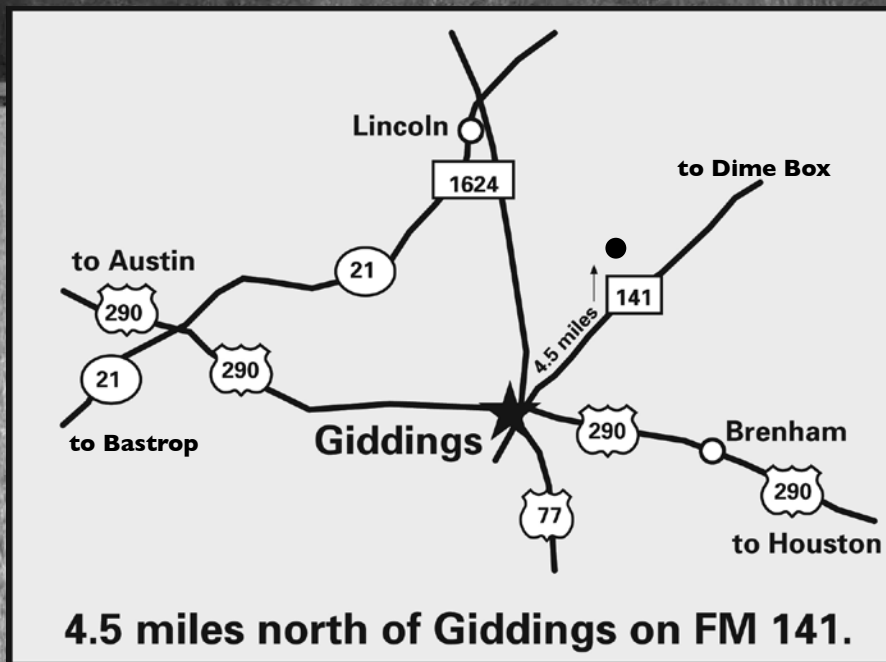 Lincoln
1624
to Dime Box
21
to Austin
290
141
4.5 miles
21
290
to Bastrop
Giddings
290
Brenham
77
290
to Houston
4.5 miles north of Giddings on FM 141.